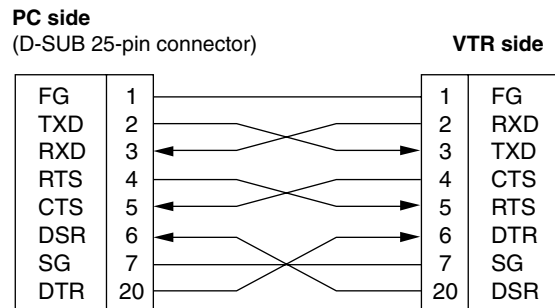 PC side
(D-SUB 25-pin connector) VTR side
FG 1 1 FG
TXD 2 2 RXD
RXD 3 3 TXD
RTS 4 4 CTS
CTS 5 5 RTS
DSR 6 6 DTR
SG 7 7 SG
DTR 20 20 DSR